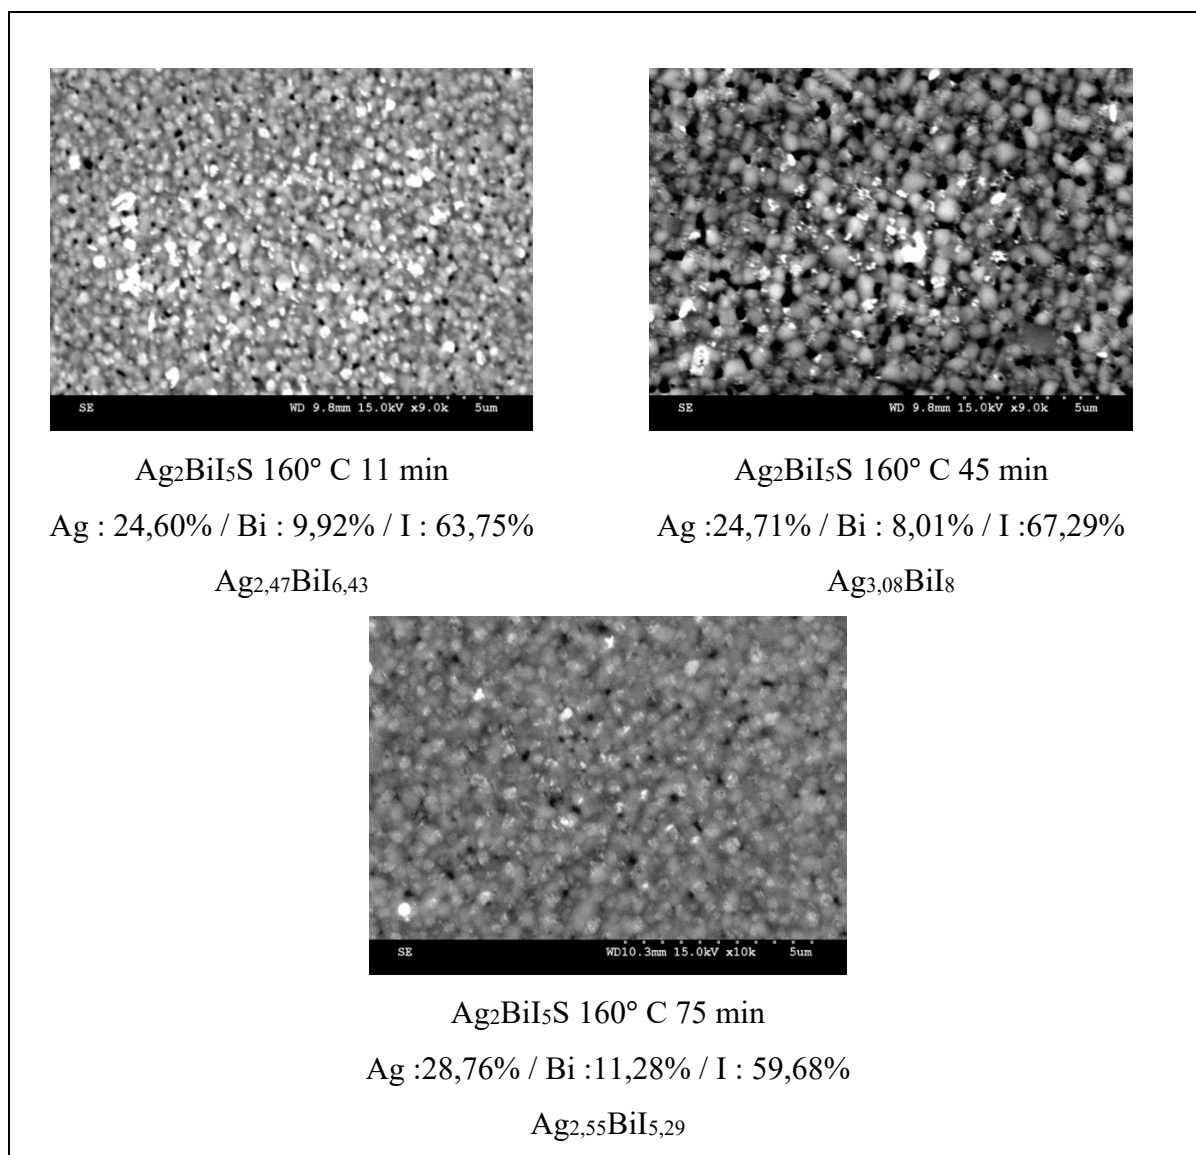 SE WD 9.8mm 15.0kV x9.0k 5um
SE WD 9.8mm 15.0kV x9.0k 5um
Ag₂BiI₅S 160° C 11 min
Ag : 24,60% / Bi : 9,92% / I : 63,75%
Ag₂,₄₇BiI₆,₄₃
Ag₂BiI₅S 160° C 45 min
Ag :24,71% / Bi : 8,01% / I :67,29%
Ag₃,₀₈BiI₈
SE WD10.3mm 15.0kV x10k 5um
Ag₂BiI₅S 160° C 75 min
Ag :28,76% / Bi :11,28% / I : 59,68%
Ag₂,₅₅BiI₅,₂₉